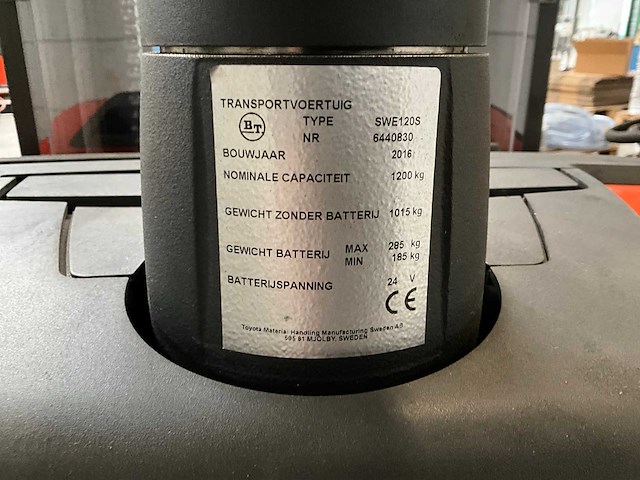 TRANSPORTVOERTUIG
BT TYPE SWE120S
NR 6440830
BOUWJAAR 2016
NOMINALE CAPACITEIT 1200 kg
GEWICHT ZONDER BATTERIJ 1015 kg
GEWICHT BATTERIJ MAX 285 kg
MIN 185 kg
BATTERIJSPANNING 24 V
CE
Toyota Material Handling Manufacturing Sweden AB
595 81 MJÖLBY, SWEDEN